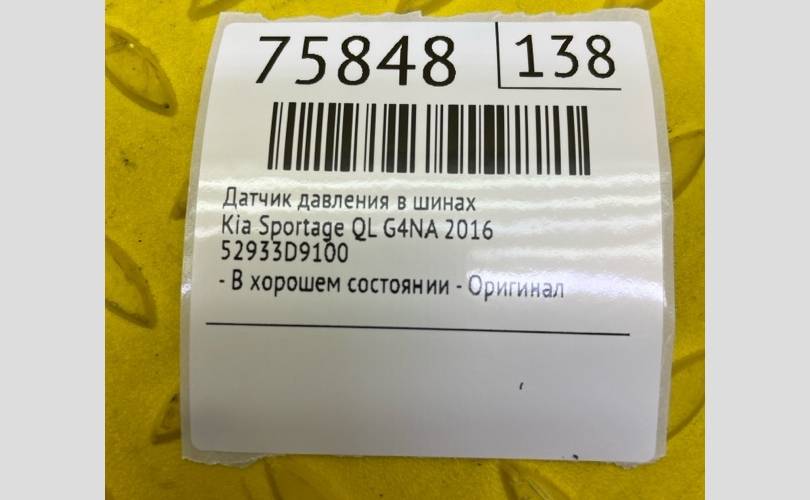 75848 138
Датчик давления в шинах
Kia Sportage QL G4NA 2016
52933D9100
- В хорошем состоянии - Оригинал